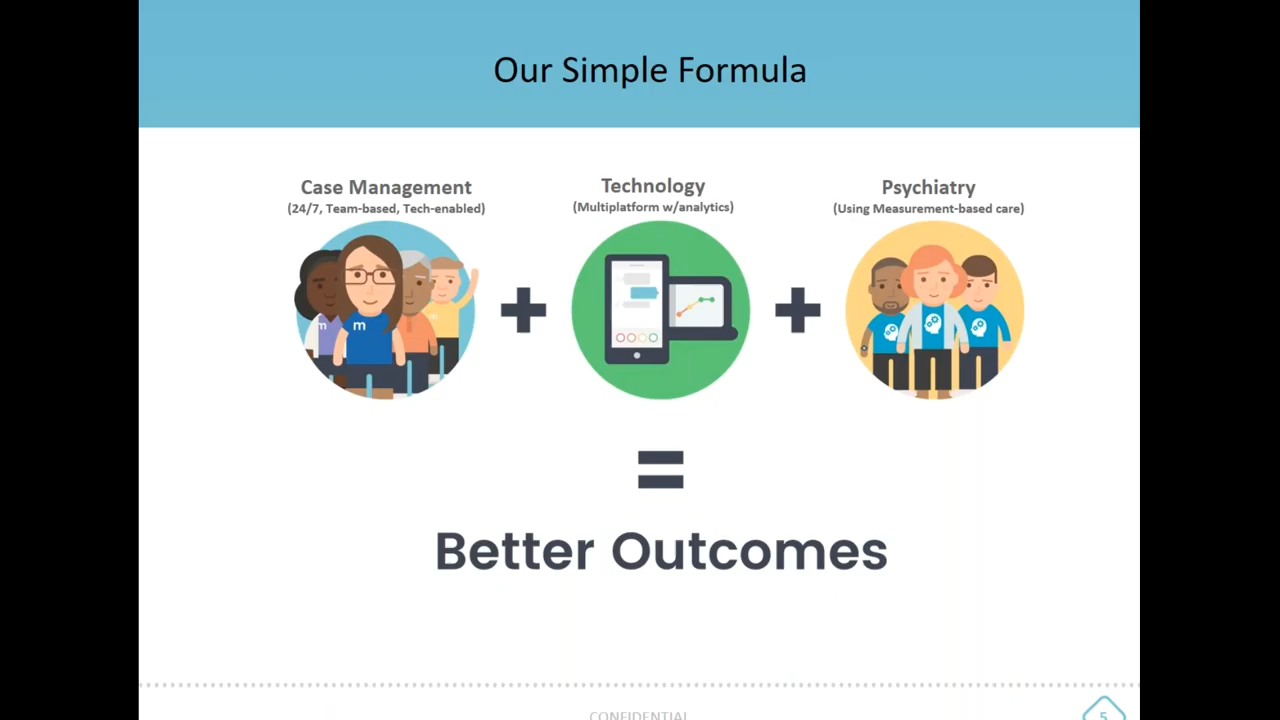 Our Simple Formula
Case Management
(24/7, Team-based, Tech-enabled)
Technology
(Multiplatform w/analytics)
Psychiatry
(Using Measurement-based care)
m
m
m
+
+
=
Better Outcomes
CONFIDENTIAL
5